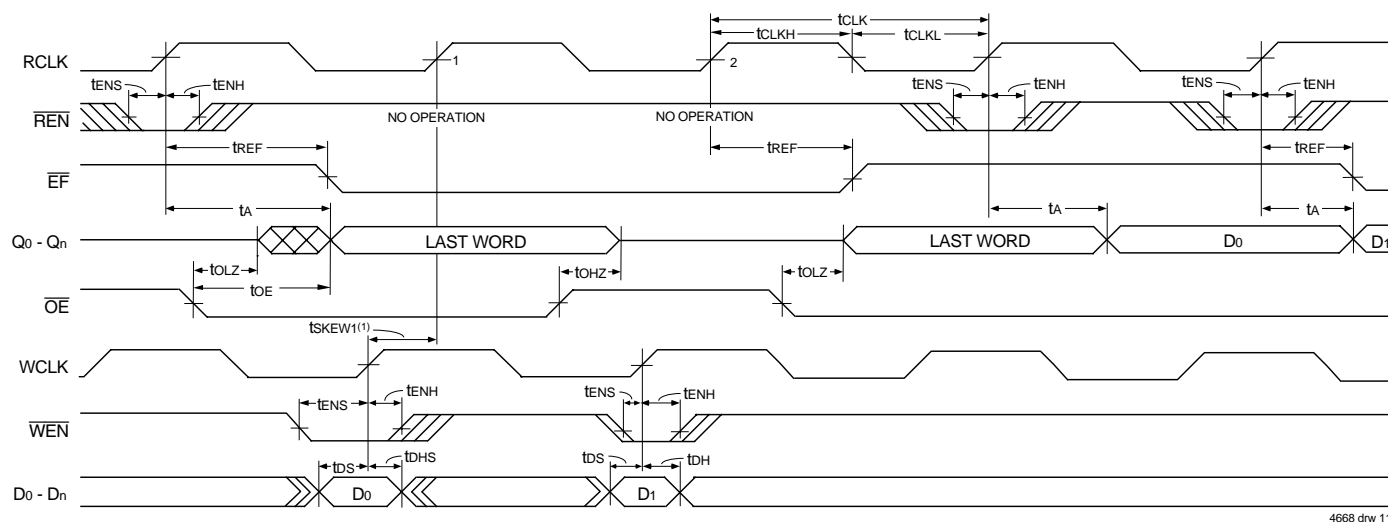 tCLK
tCLKH tCLKL
RCLK 1 2
tENS tENH tENS tENH tENS tENH
REN NO OPERATION NO OPERATION
tREF tREF tREF
EF
tA tA tA
Q0 - Qn LAST WORD LAST WORD D0 D1
tOLZ tOHZ tOLZ
tOE
OE
tSKEW1(1)
WCLK
tENS tENH tENS tENH
WEN
tDS tDHS tDS tDH
D0 - Dn D0 D1
4668 drw 11